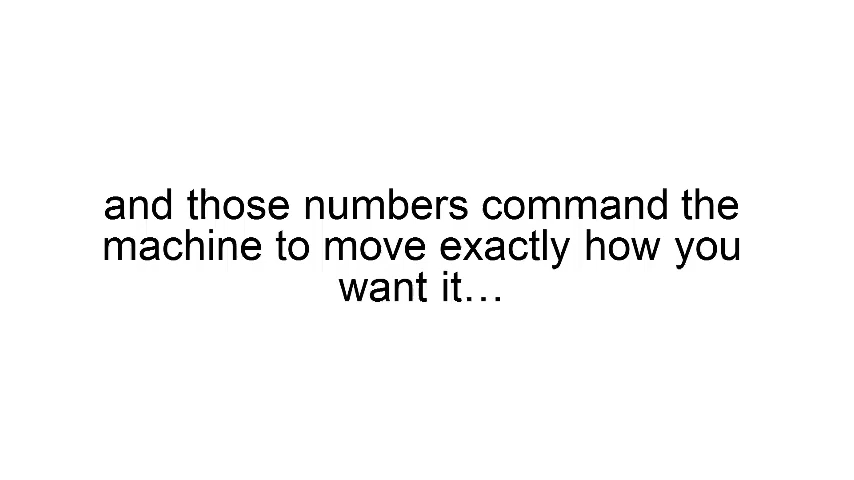 and those numbers command the
machine to move exactly how you
want it…